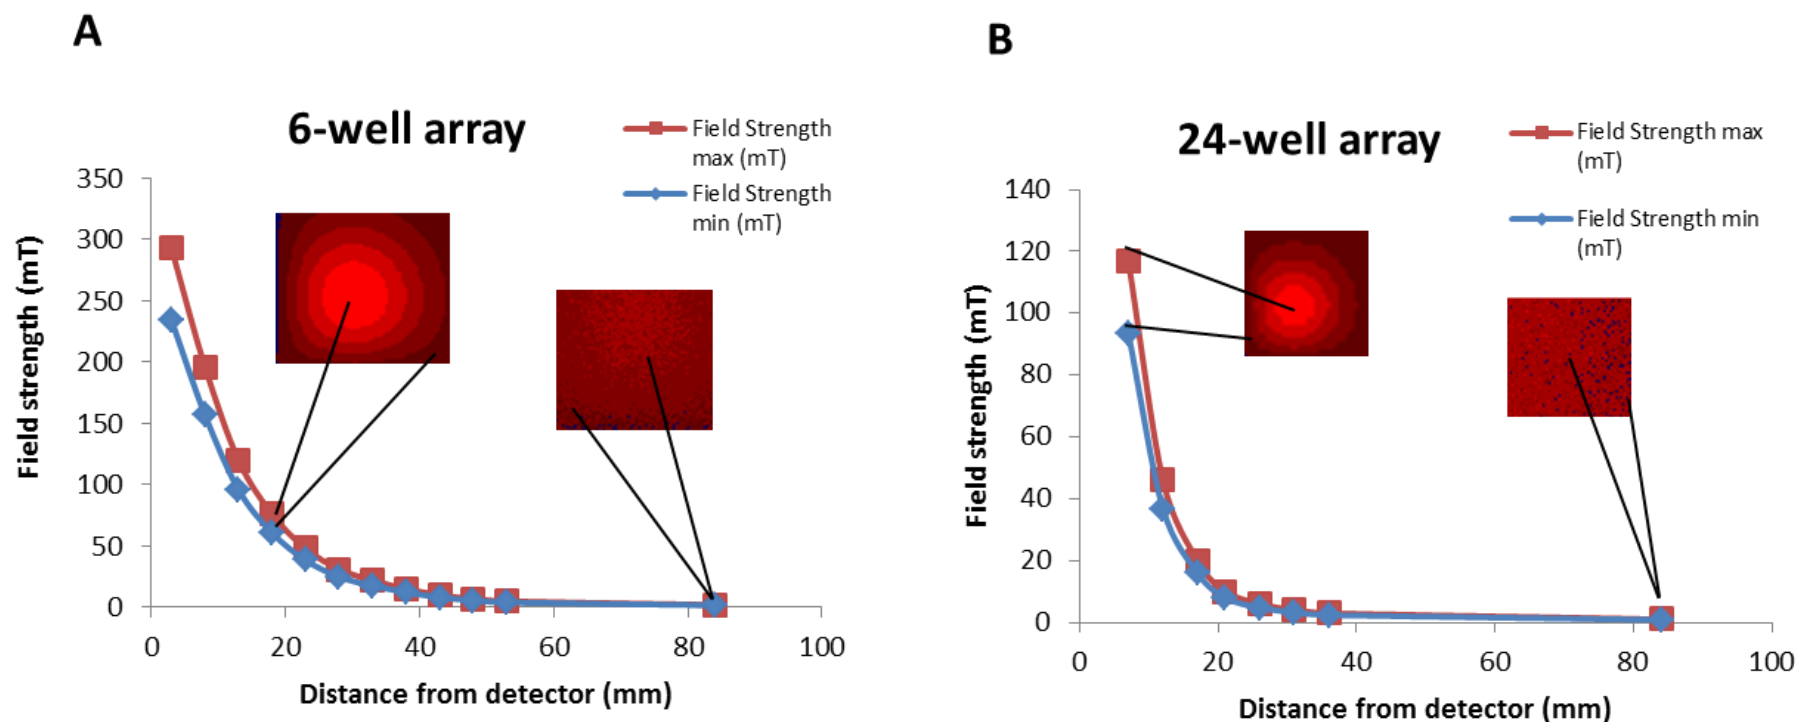 A
6-well array
Field Strength
max (mT)
Field Strength
min (mT)
Field strength (mT)
350
300
250
200
150
100
50
0
0 20 40 60 80 100
Distance from detector (mm)
B
24-well array
Field Strength max
(mT)
Field Strength min
(mT)
Field strength (mT)
140
120
100
80
60
40
20
0
0 20 40 60 80 100
Distance from detector (mm)